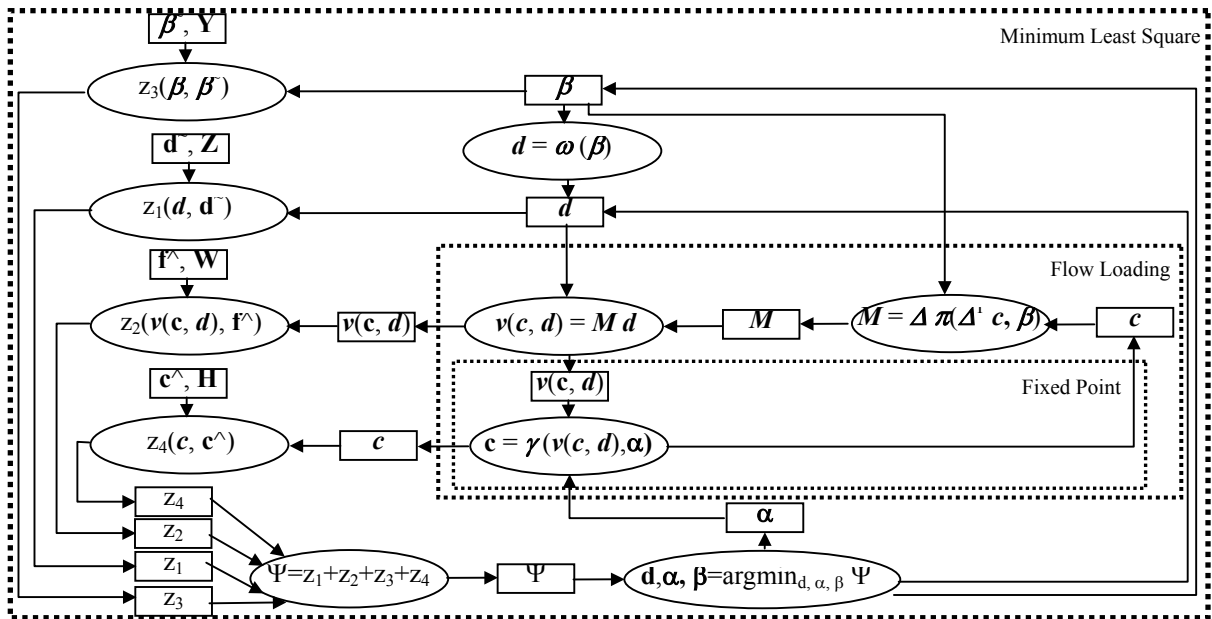 β~, Y
Minimum Least Square
z₃(β, β~)
β
d = ω (β)
d~, Z
z₁(d, d~)
d
Flow Loading
f^, W
z₂(v(c, d), f^)
v(c, d)
v(c, d) = M d
M
M = Δ π(Δᵗ c, β)
c
v(c, d)
Fixed Point
c^, H
z₄(c, c^)
c
c = γ (v(c, d),α)
z₄
α
z₂
z₁
z₃
Ψ=z₁+z₂+z₃+z₄
Ψ
d,α, β=argmin d, α, β Ψ